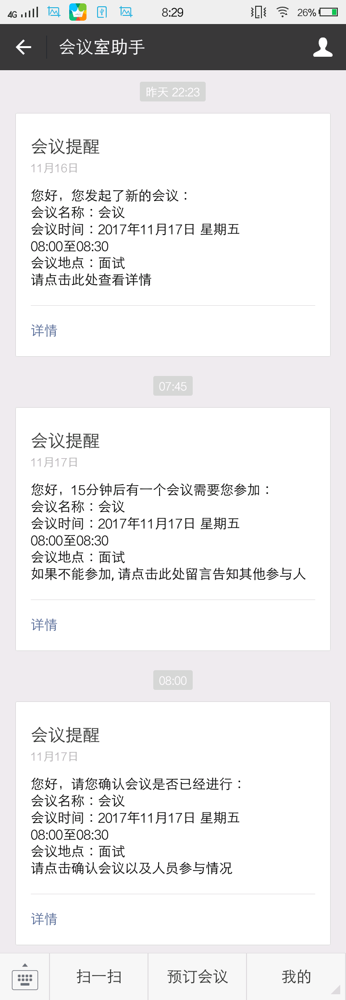 4G 8:29 26%
会议室助手
昨天 22:23
会议提醒
11月16日
您好，您发起了新的会议：
会议名称：会议
会议时间：2017年11月17日 星期五
08:00至08:30
会议地点：面试
请点击此处查看详情
详情
07:45
会议提醒
11月17日
您好，15分钟后有一个会议需要您参加：
会议名称：会议
会议时间：2017年11月17日 星期五
08:00至08:30
会议地点：面试
如果不能参加, 请点击此处留言告知其他参与人
详情
08:00
会议提醒
11月17日
您好，请您确认会议是否已经进行：
会议名称：会议
会议时间：2017年11月17日 星期五
08:00至08:30
会议地点：面试
请点击确认会议以及人员参与情况
详情
扫一扫 预订会议 我的